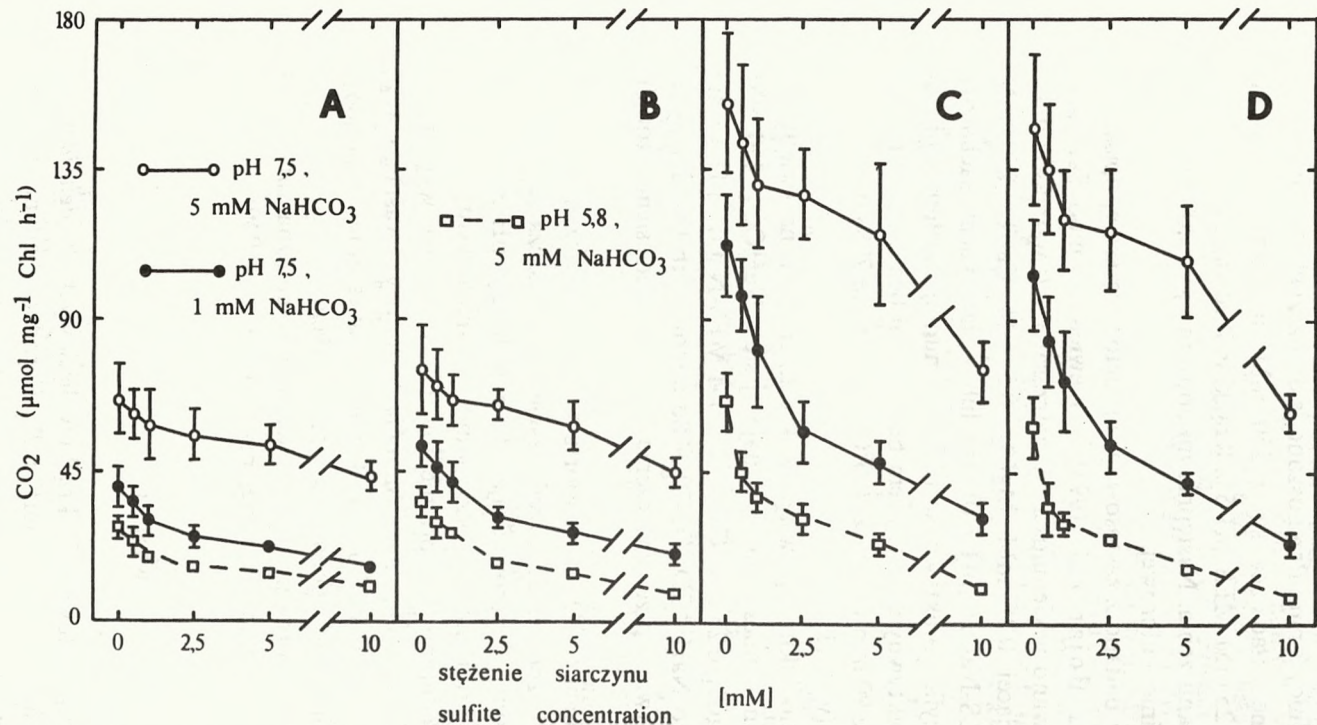 180
135
90
45
0
CO₂ (μmol mg⁻¹ Chl h⁻¹)
A
B
C
D
pH 7,5,
5 mM NaHCO₃
pH 7,5,
1 mM NaHCO₃
pH 5,8,
5 mM NaHCO₃
0 2,5 5 10
0 2,5 5 10
0 2,5 5 10
0 2,5 5 10
stężenie siarczynu [mM]
sulfite concentration